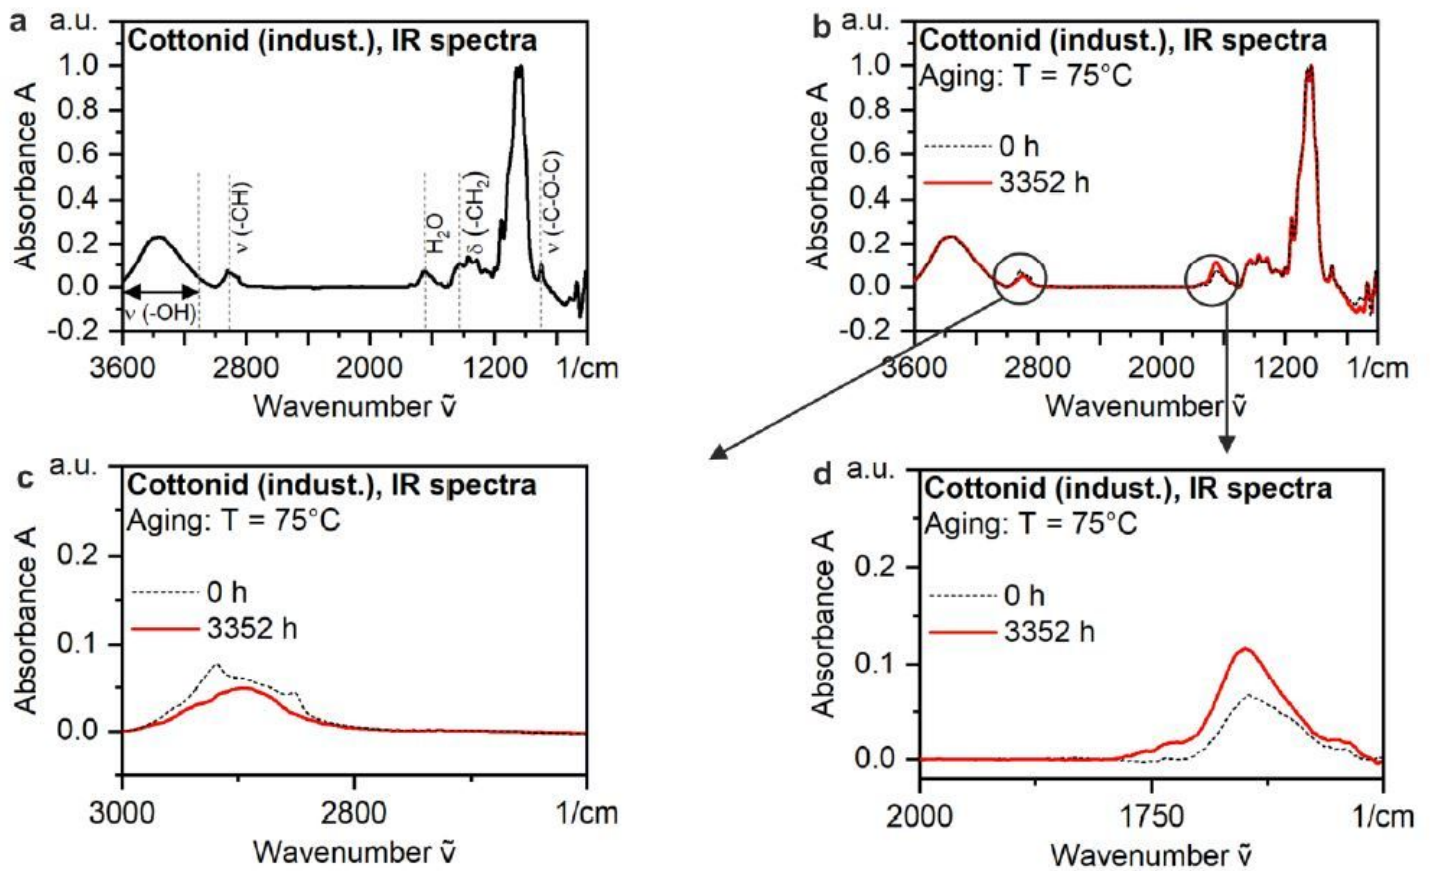 a
a.u.
Cottonid (indust.), IR spectra
1.0
0.8
0.6
0.4
0.2
0.0
-0.2
Absorbance A
ν (-OH)
ν (-CH)
H₂O
δ (-CH₂)
ν (-C-O-C)
3600 2800 2000 1200 1/cm
Wavenumber ṽ
b
a.u.
Cottonid (indust.), IR spectra
Aging: T = 75°C
0 h
3352 h
1.0
0.8
0.6
0.4
0.2
0.0
-0.2
Absorbance A
3600 2800 2000 1200 1/cm
Wavenumber ṽ
c
a.u.
Cottonid (indust.), IR spectra
Aging: T = 75°C
0 h
3352 h
0.2
0.1
0.0
Absorbance A
3000 2800 1/cm
Wavenumber ṽ
d
a.u.
Cottonid (indust.), IR spectra
Aging: T = 75°C
0 h
3352 h
0.2
0.1
0.0
Absorbance A
2000 1750 1/cm
Wavenumber ṽ